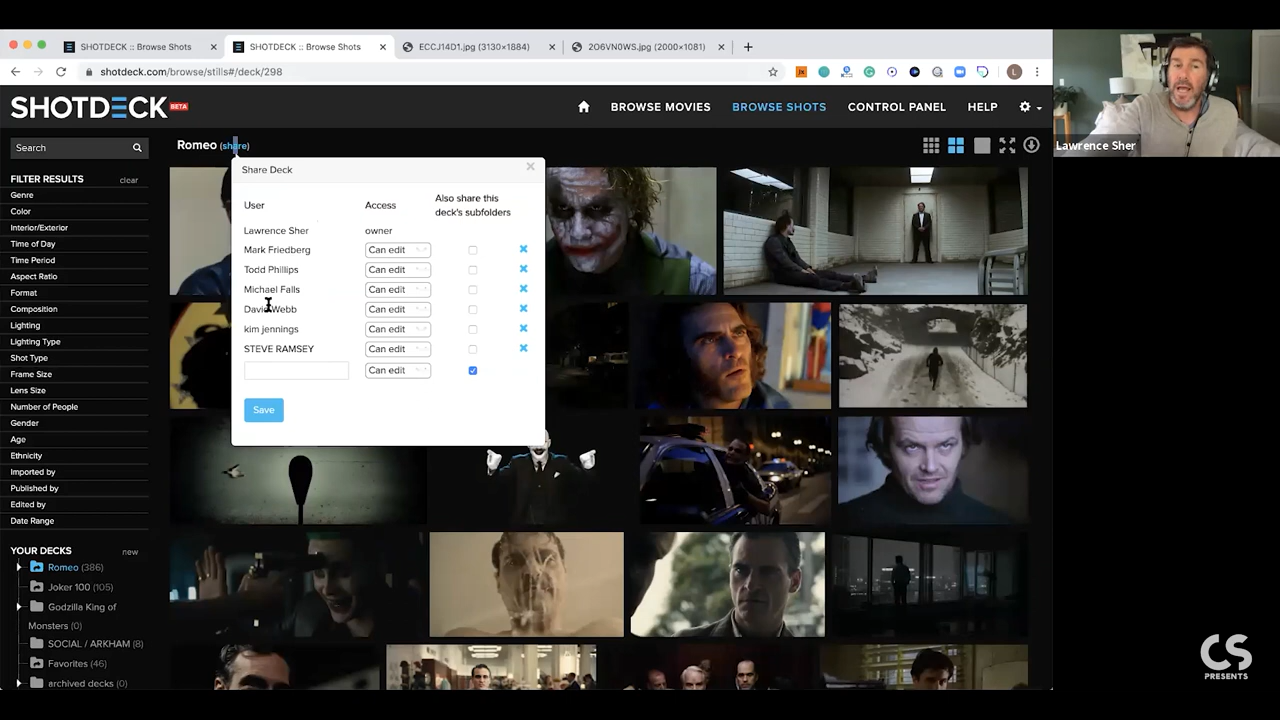 SHOTDECK :: Browse Shots
SHOTDECK :: Browse Shots
ECCJ14D1.jpg (3130×1884)
2O6VN0WS.jpg (2000×1081)
shotdeck.com/browse/stills#/deck/298
L
SHOTDECK BETA
BROWSE MOVIES
BROWSE SHOTS
CONTROL PANEL
HELP
Lawrence Sher
Search
Romeo (share)
FILTER RESULTS
clear
Genre
Color
Interior/Exterior
Time of Day
Time Period
Aspect Ratio
Format
Composition
Lighting
Lighting Type
Shot Type
Frame Size
Lens Size
Number of People
Gender
Age
Ethnicity
Imported by
Published by
Edited by
Date Range
YOUR DECKS
new
Romeo (386)
Joker 100 (105)
Godzilla King of
Monsters (0)
SOCIAL / ARKHAM (8)
Favorites (46)
archived decks (0)
Share Deck
User
Access
Also share this
deck's subfolders
Lawrence Sher owner
Mark Friedberg Can edit
Todd Phillips Can edit
Michael Falls Can edit
David Webb Can edit
kim jennings Can edit
STEVE RAMSEY Can edit
Can edit
Save
CS
PRESENTS